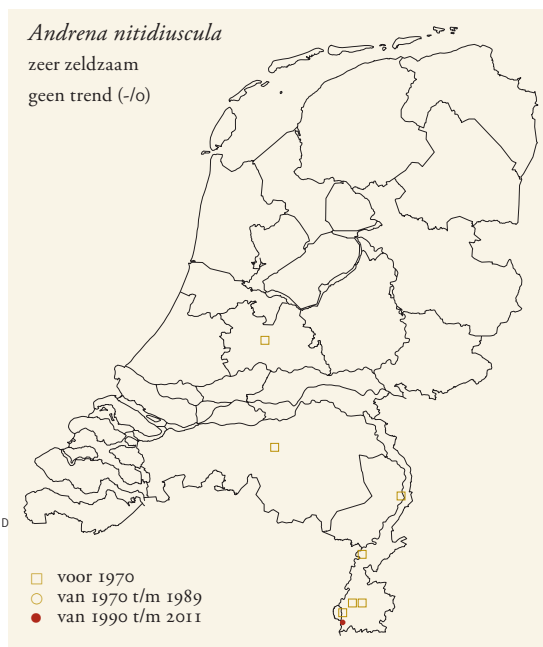 Andrena nitidiuscula
zeer zeldzaam
geen trend (-/0)
D
voor 1970
van 1970 t/m 1989
van 1990 t/m 2011